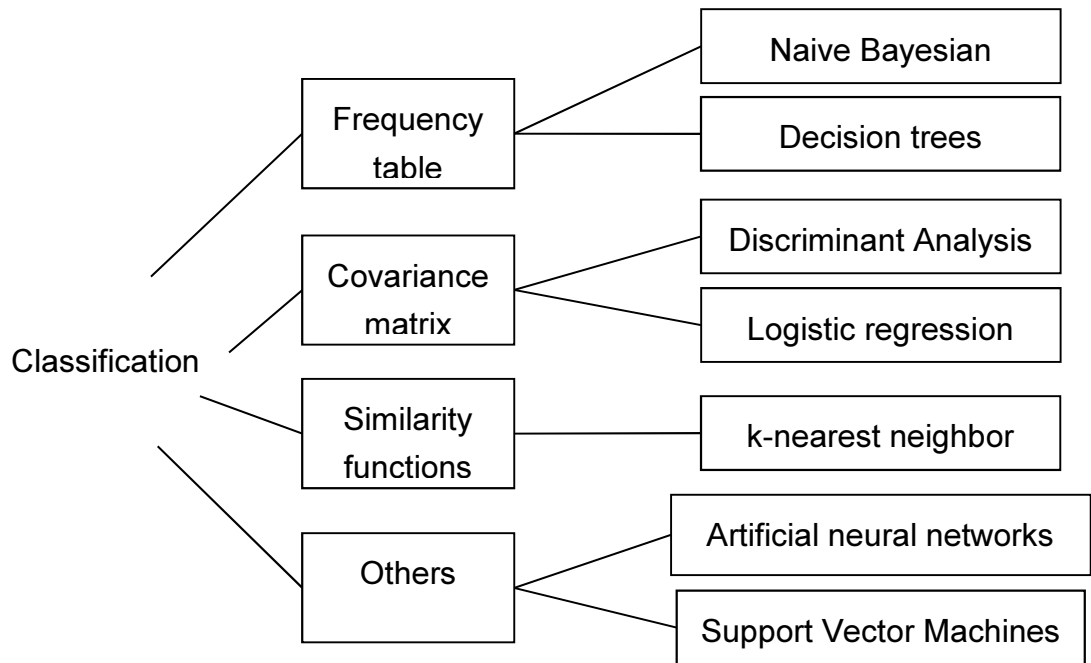 Classification
Frequency
table
Naive Bayesian
Decision trees
Covariance
matrix
Discriminant Analysis
Logistic regression
Similarity
functions
k-nearest neighbor
Others
Artificial neural networks
Support Vector Machines